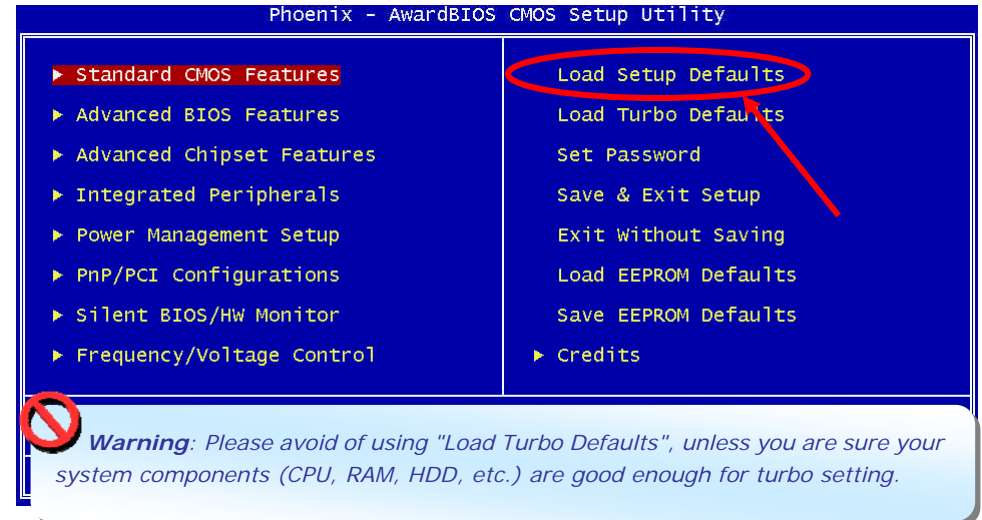 Phoenix - AwardBIOS CMOS Setup Utility
▶ Standard CMOS Features
▶ Advanced BIOS Features
▶ Advanced Chipset Features
▶ Integrated Peripherals
▶ Power Management Setup
▶ PnP/PCI Configurations
▶ Silent BIOS/HW Monitor
▶ Frequency/Voltage Control
Load Setup Defaults
Load Turbo Defaults
Set Password
Save & Exit Setup
Exit Without Saving
Load EEPROM Defaults
Save EEPROM Defaults
▶ Credits
Warning: Please avoid of using "Load Turbo Defaults", unless you are sure your
system components (CPU, RAM, HDD, etc.) are good enough for turbo setting.